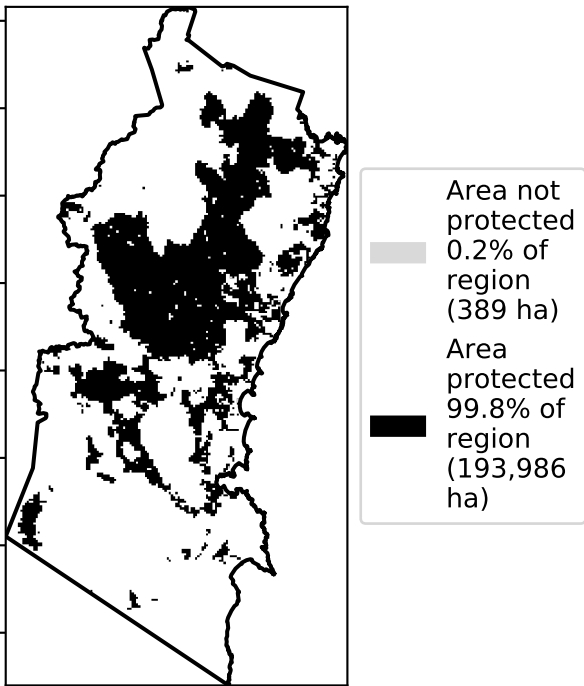 Area not
protected
0.2% of
region
(389 ha)
Area
protected
99.8% of
region
(193,986
ha)